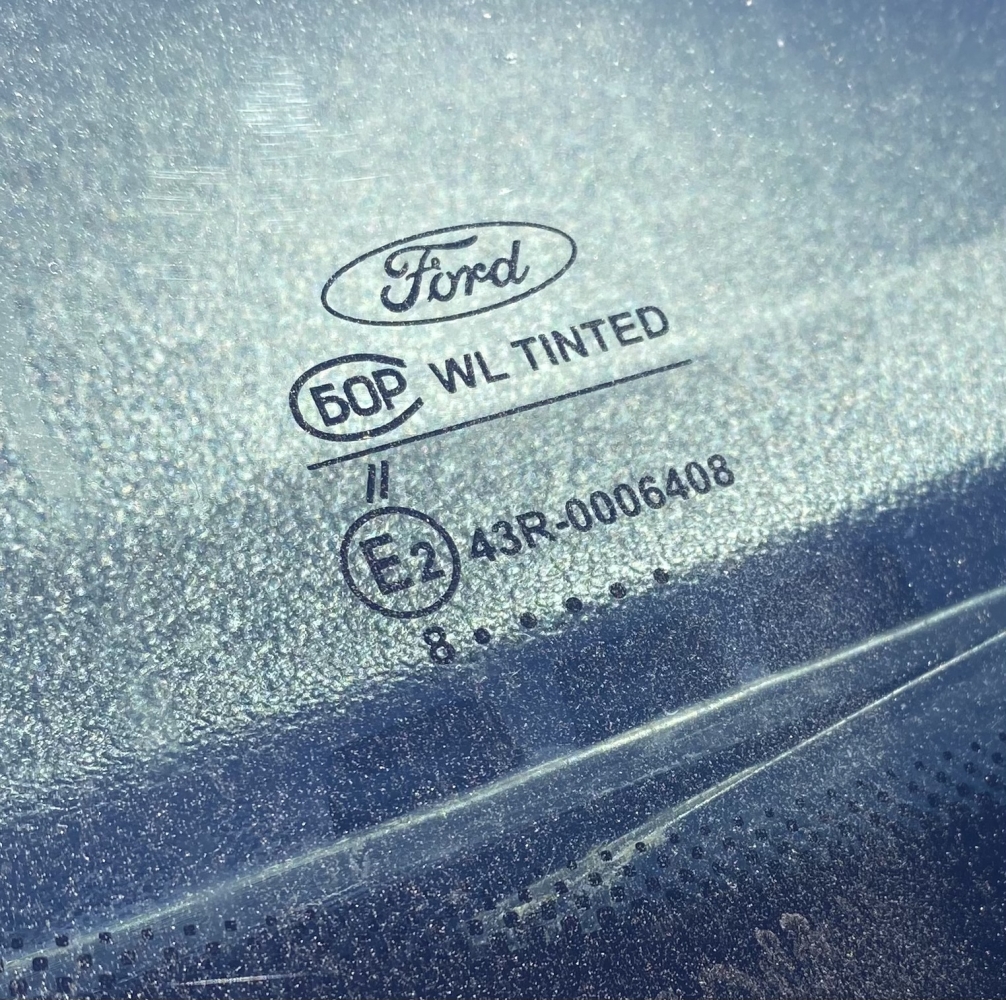 Ford
БОР WL TINTED
II
E2 43R-0006408
8 • • • • •